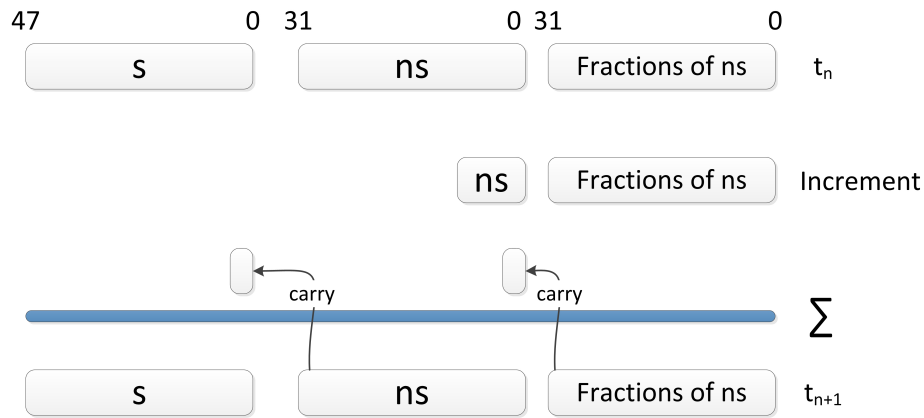 47 0 31 0 31 0
s ns Fractions of ns tₙ
ns Fractions of ns Increment
carry carry
∑
s ns Fractions of ns tₙ₊₁